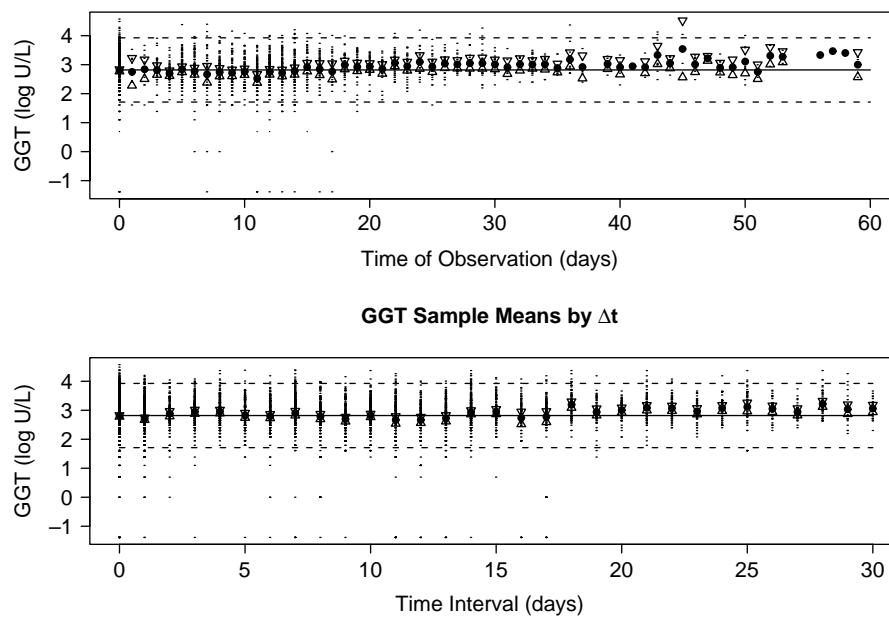 GGT (log U/L)
4
3
2
1
0
–1
0 10 20 30 40 50 60
Time of Observation (days)
GGT Sample Means by Δt
GGT (log U/L)
4
3
2
1
0
–1
0 5 10 15 20 25 30
Time Interval (days)